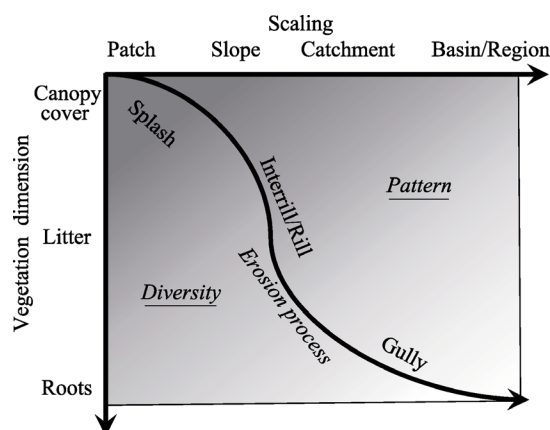 Scaling
Patch Slope Catchment Basin/Region
Canopy
cover
Splash
Interrill/Rill
Pattern
Vegetation dimension
Litter
Diversity
Erosion process
Gully
Roots